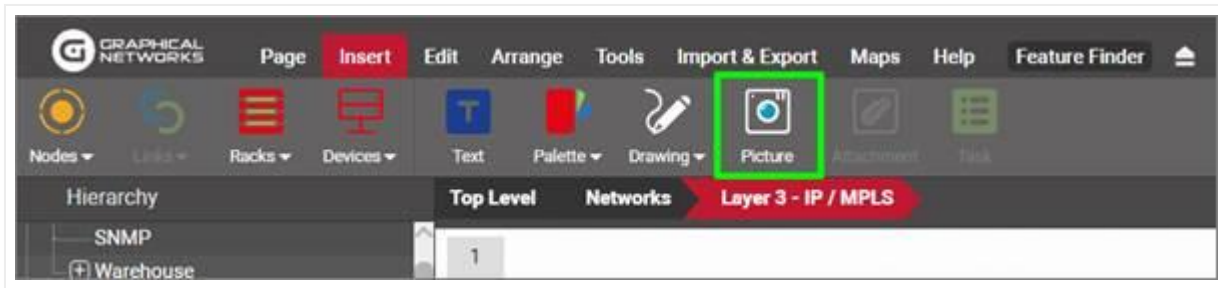 GRAPHICAL
NETWORKS
Page Insert Edit Arrange Tools Import & Export Maps Help Feature Finder
Nodes Links Racks Devices Text Palette Drawing Picture Attachment Task
Hierarchy Top Level Networks Layer 3 - IP / MPLS
SNMP
1
Warehouse